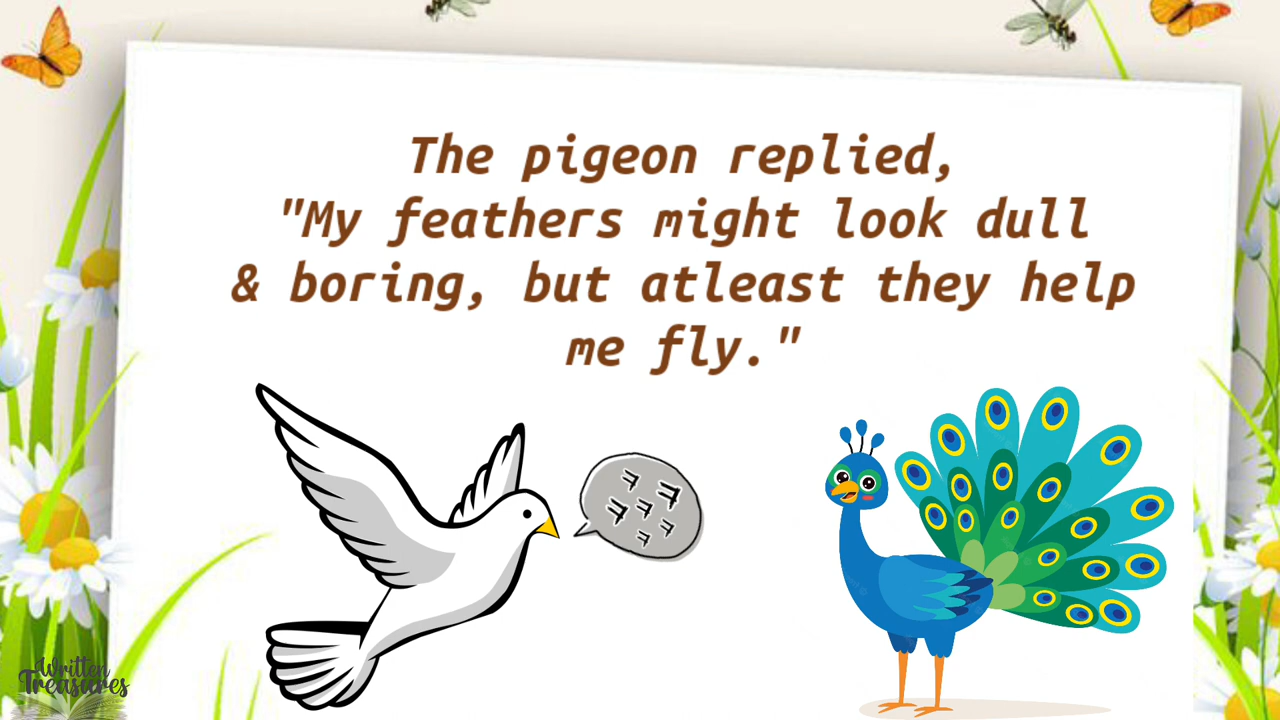 The pigeon replied,
"My feathers might look dull
& boring, but atleast they help
me fly."
ㅋ ㅋ
ㅋ ㅋ ㅋ
ㅋ
Written
Treasures